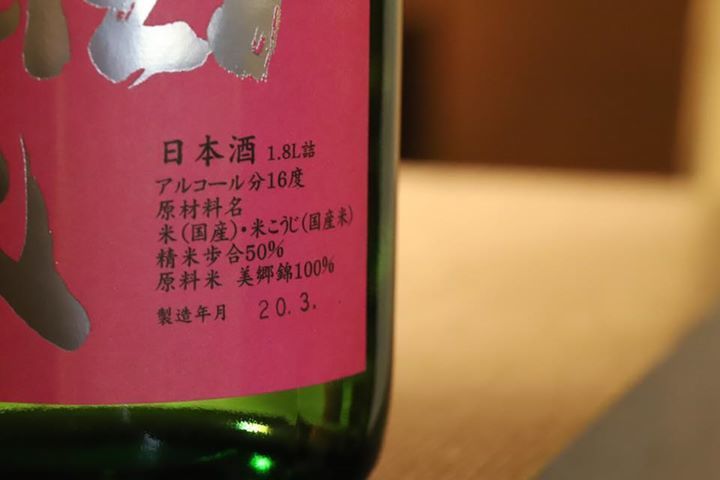 日本酒 1.8L詰
アルコール分16度
原材料名
米(国産)・米こうじ(国産米)
精米歩合50%
原料米 美郷錦100%
製造年月 20.3.